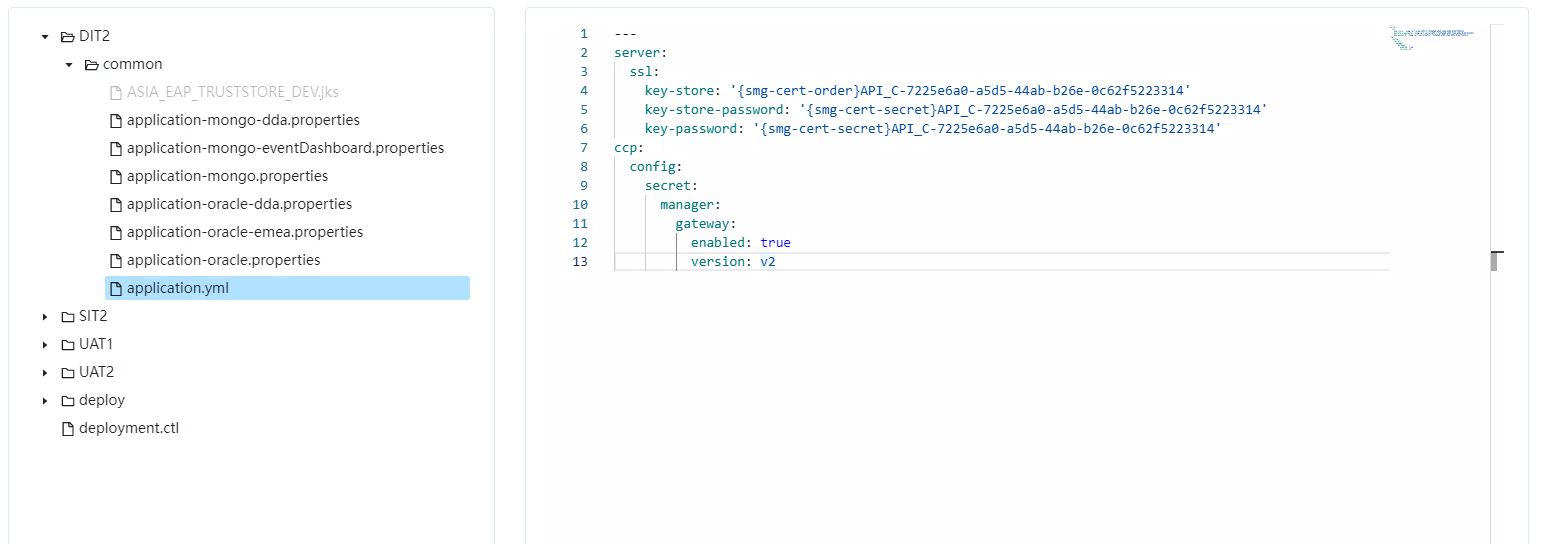 DIT2
common
ASIA_EAP_TRUSTSTORE_DEV.jks
application-mongo-dda.properties
application-mongo-eventDashboard.properties
application-mongo.properties
application-oracle-dda.properties
application-oracle-emea.properties
application-oracle.properties
application.yml
SIT2
UAT1
UAT2
deploy
deployment.ctl
1 ---
2 server:
3 ssl:
4 key-store: '{smg-cert-order}API_C-7225e6a0-a5d5-44ab-b26e-0c62f5223314'
5 key-store-password: '{smg-cert-secret}API_C-7225e6a0-a5d5-44ab-b26e-0c62f5223314'
6 key-password: '{smg-cert-secret}API_C-7225e6a0-a5d5-44ab-b26e-0c62f5223314'
7 ccp:
8 config:
9 secret:
10 manager:
11 gateway:
12 enabled: true
13 version: v2